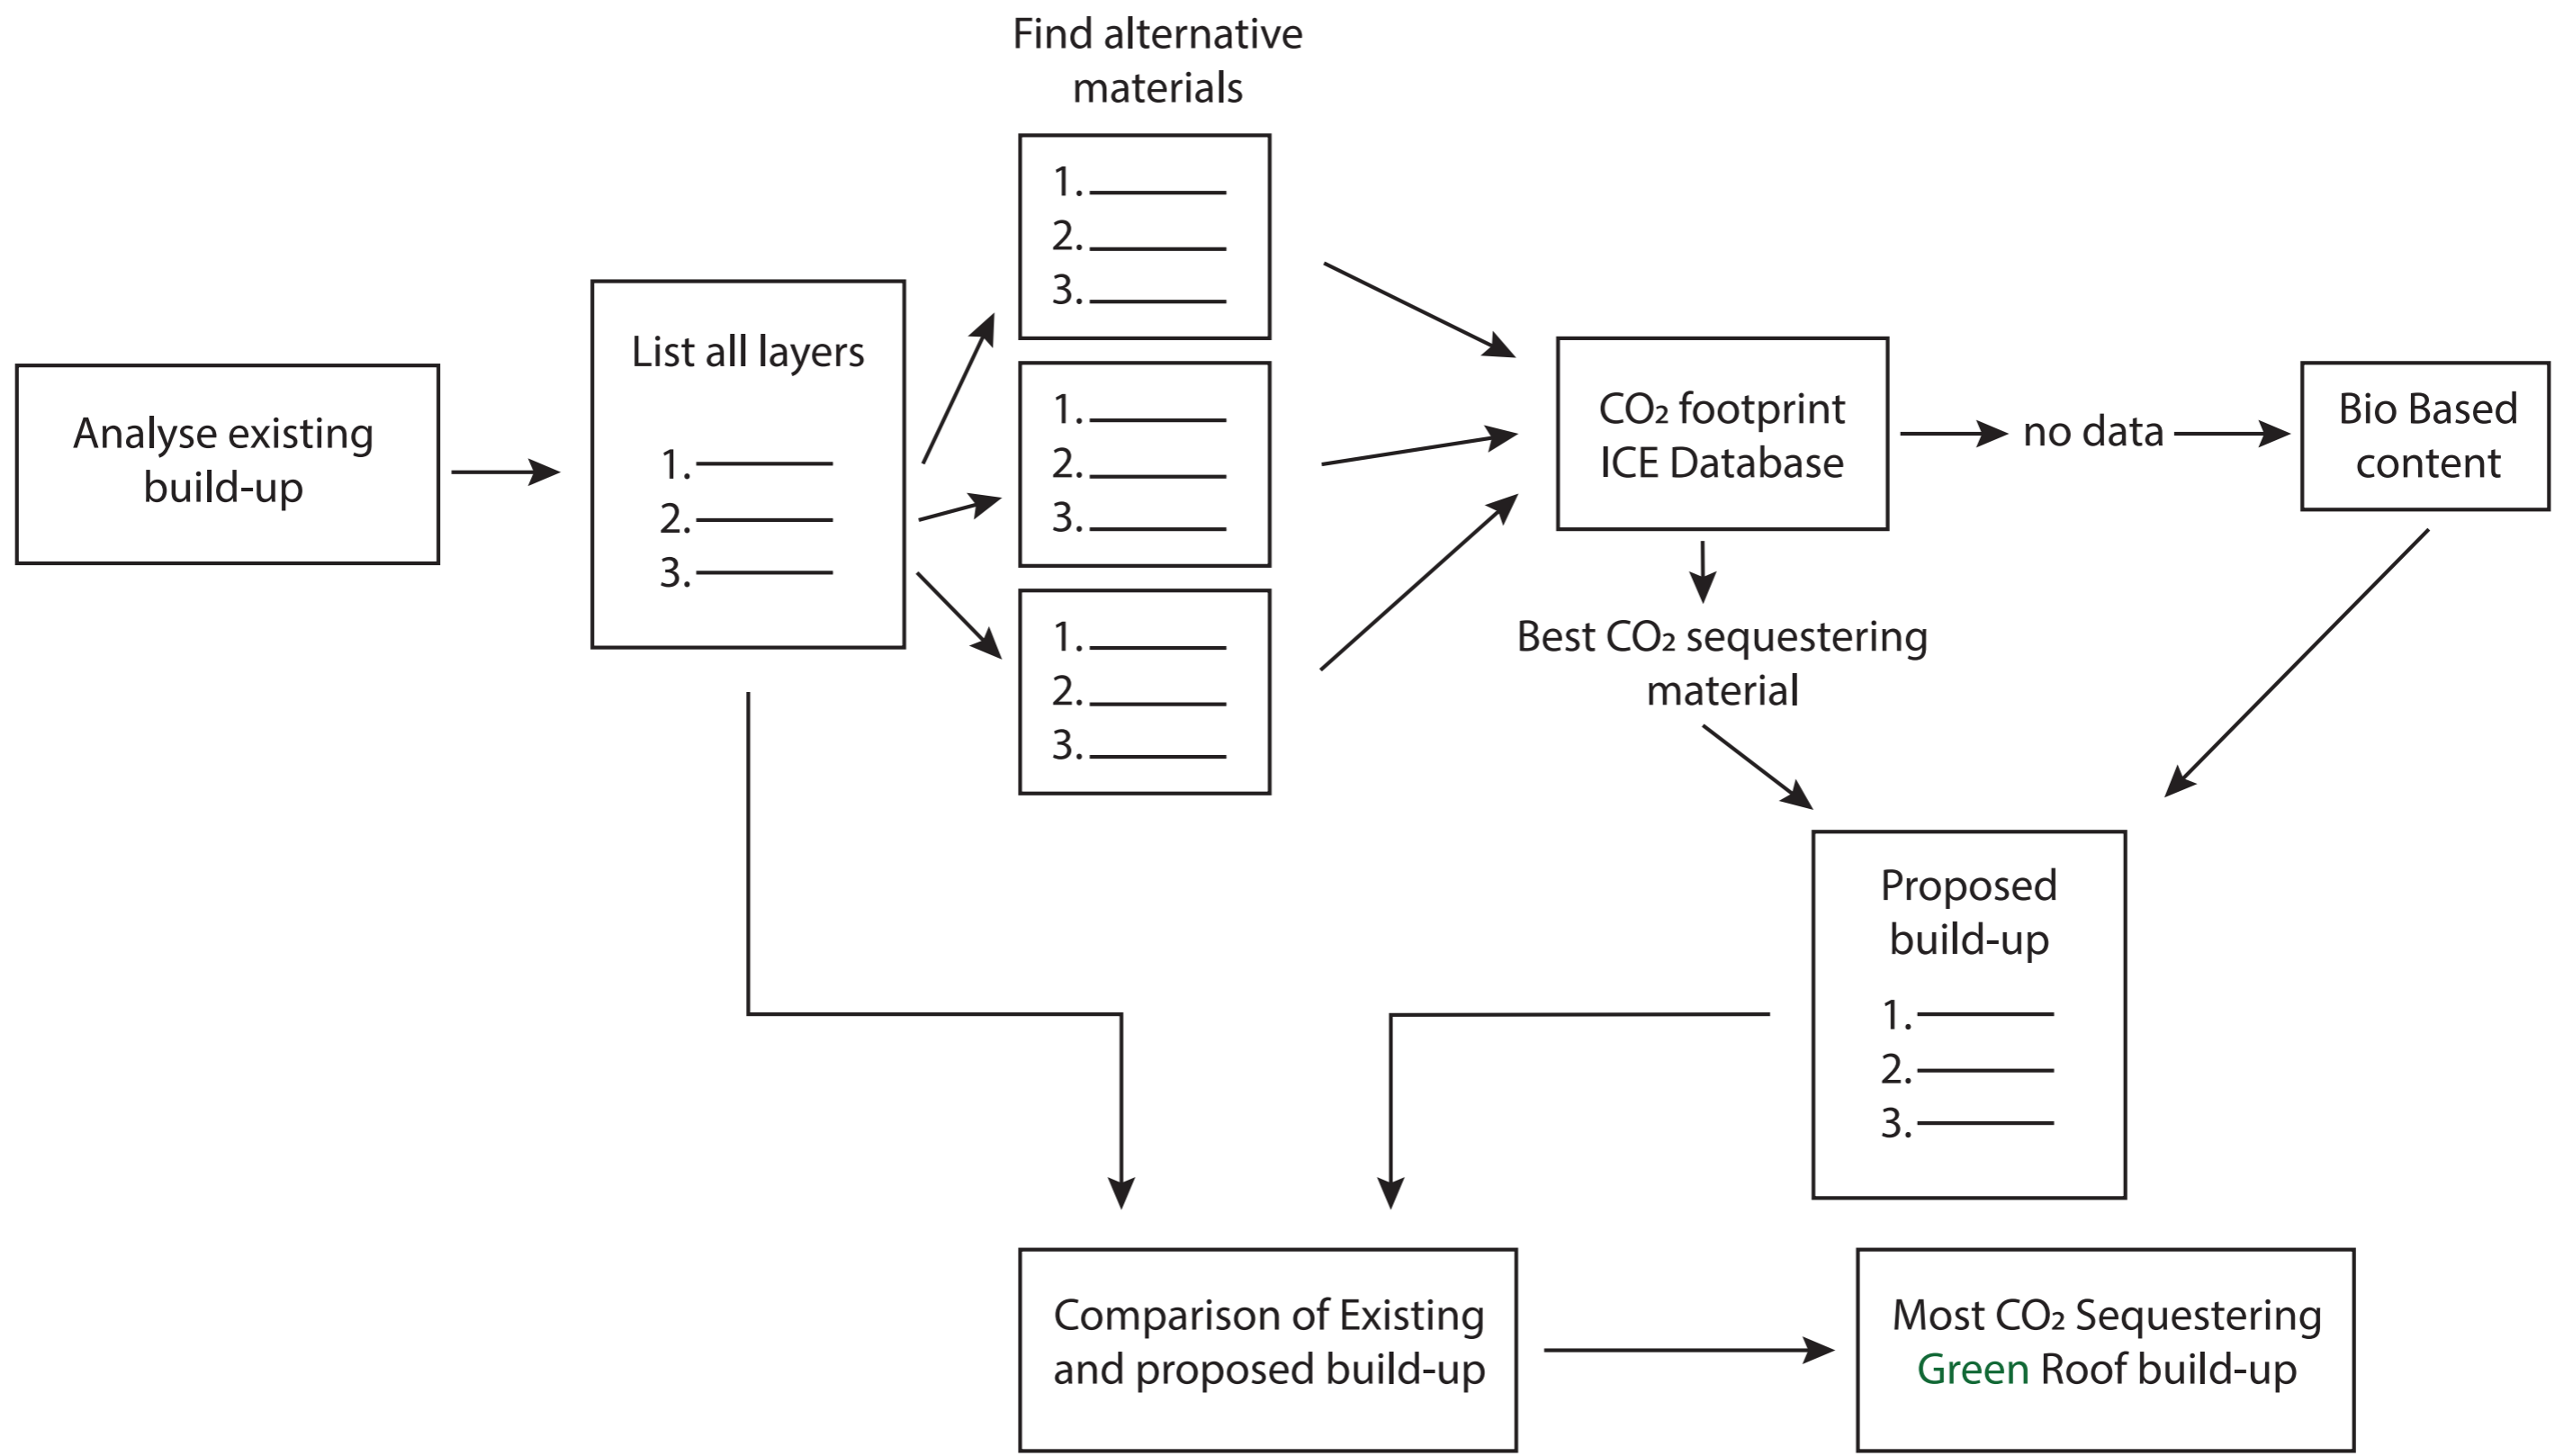 Find alternative
materials
1.
2.
3.
1.
2.
3.
1.
2.
3.
Analyse existing
build-up
List all layers
1.
2.
3.
CO₂ footprint
ICE Database
no data
Bio Based
content
Best CO₂ sequestering
material
Proposed
build-up
1.
2.
3.
Comparison of Existing
and proposed build-up
Most CO₂ Sequestering
Green Roof build-up